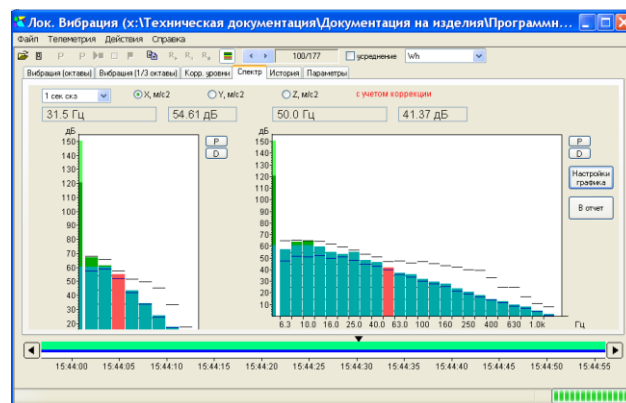 Лок. Вибрация (x:\Техническая документация\Документация на изделия\Программн...
Файл Телеметрия Действия Справка
100/177 усреднение Wh
Вибрация (октавы) Вибрация (1/3 октавы) Корр. уровни Спектр История Параметры
1 сек скз X, м/с2 Y, м/с2 Z, м/с2 с учетом коррекции
31.5 Гц 54.61 дБ 50.0 Гц 41.37 дБ
дБ P дБ P
D D
150 150
140 140
130 130 Настройки графика
120 120
110 110 В отчет
100 100
90 90
80 80
70 70
60 60
50 50
40 40
30 30
20 20
10
6.3 10.0 16.0 25.0 40.0 63.0 100 160 250 400 630 1.0k Гц
15:44:00 15:44:05 15:44:10 15:44:15 15:44:20 15:44:25 15:44:30 15:44:35 15:44:40 15:44:45 15:44:50 15:44:55